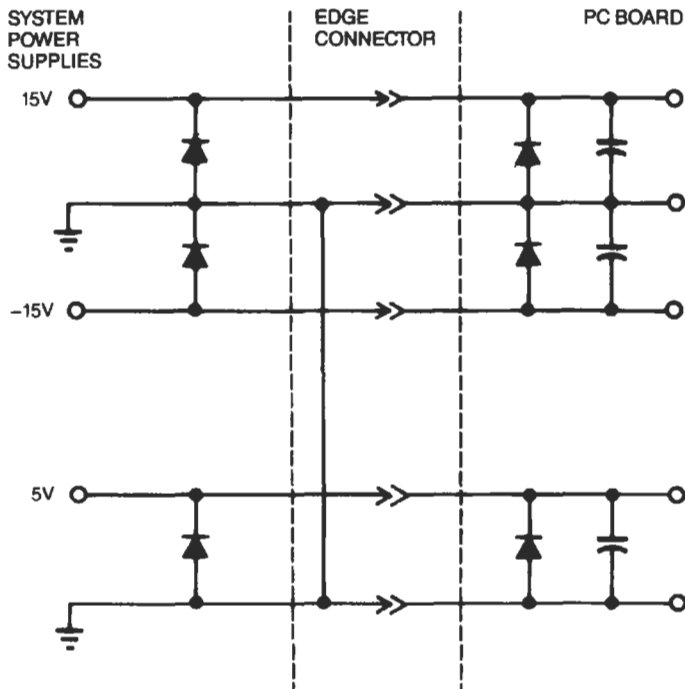 SYSTEM
POWER
SUPPLIES
EDGE
CONNECTOR
PC BOARD
15V
-15V
5V